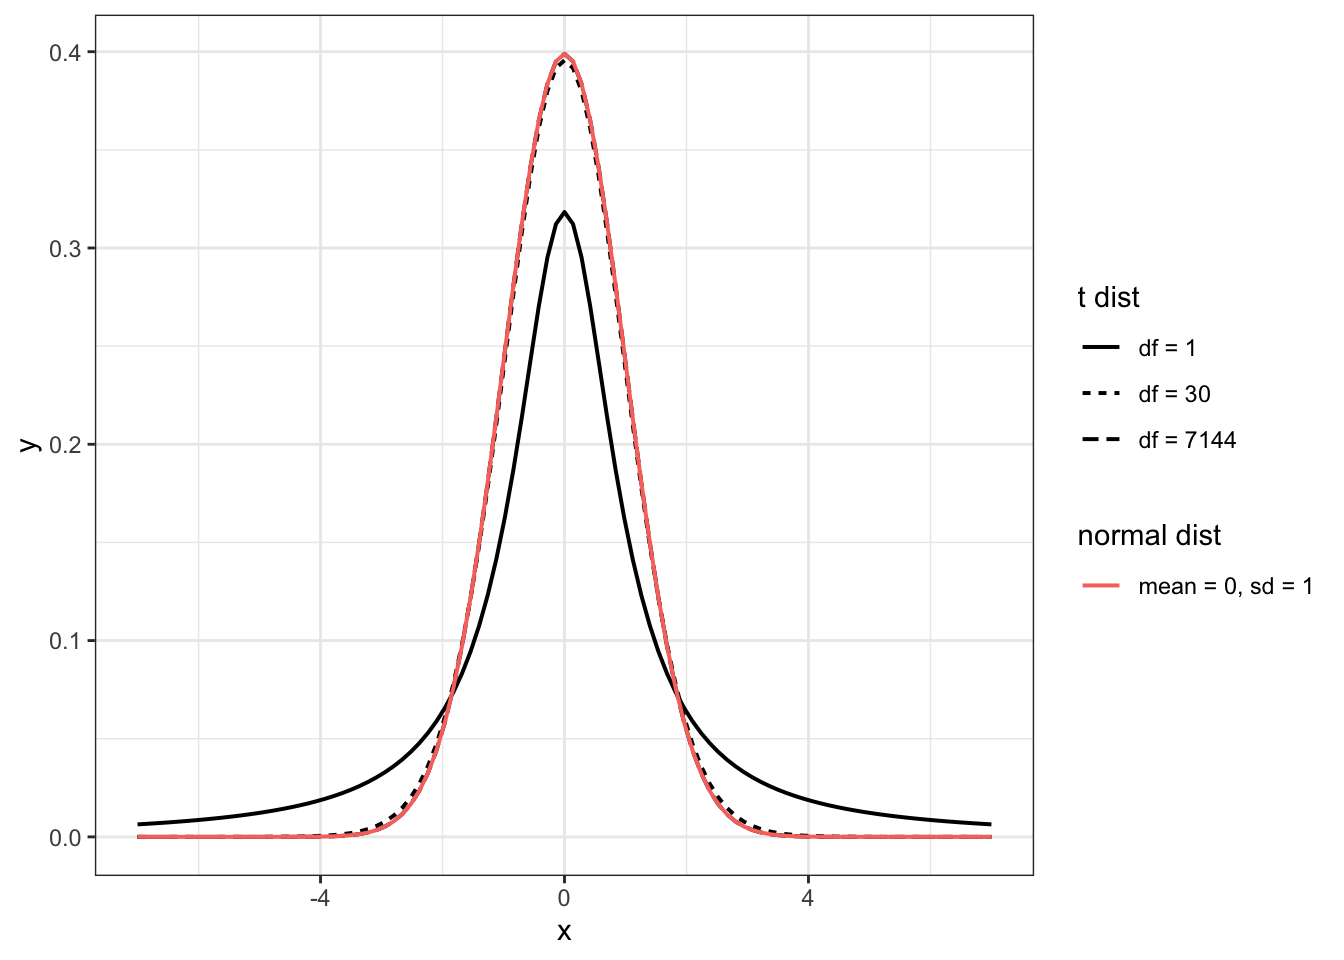 0.4
0.3
0.2
0.1
0.0
y
-4
0
4
x
t dist
df = 1
df = 30
df = 7144
normal dist
mean = 0, sd = 1